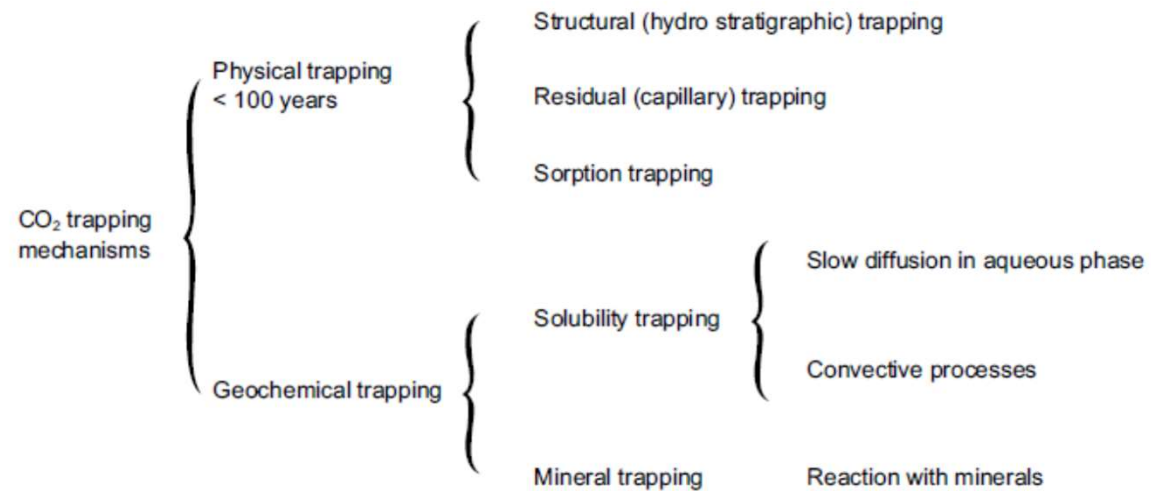 Structural (hydro stratigraphic) trapping
Physical trapping
< 100 years
Residual (capillary) trapping
Sorption trapping
CO₂ trapping
mechanisms
Slow diffusion in aqueous phase
Solubility trapping
Convective processes
Geochemical trapping
Mineral trapping
Reaction with minerals